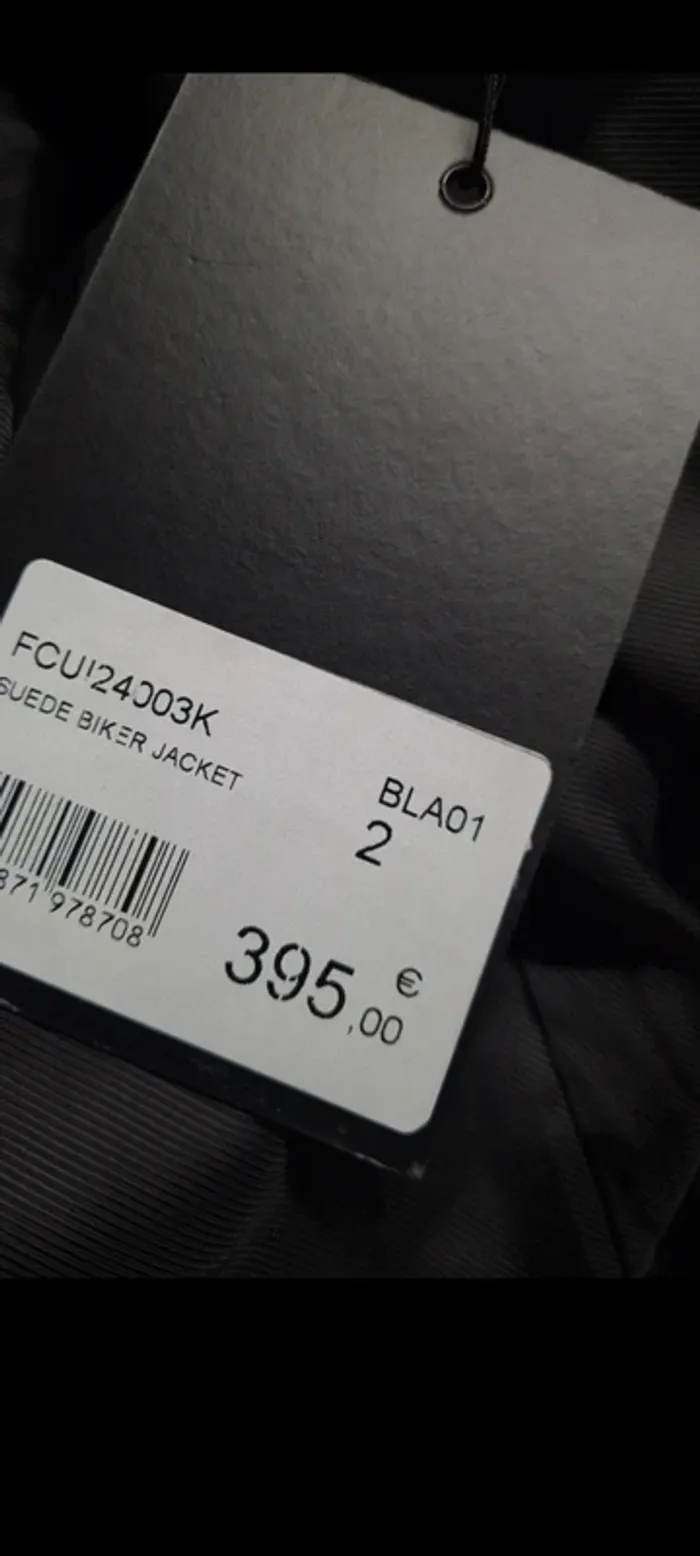 SUEDE BIKER JACKET
BLA01
2
871 978708
395,00 €